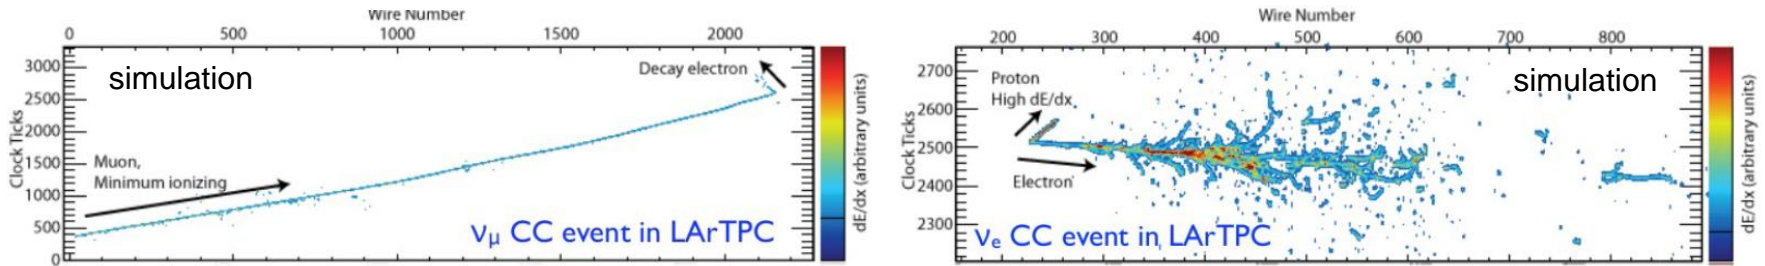 Wire Number
0 500 1000 1500 2000
3000
2500
2000
1500
1000
500
0
Clock Ticks
simulation
Decay electron
Muon,
Minimum ionizing
νμ CC event in LArTPC
dE/dx (arbitrary units)
Wire Number
200 300 400 500 600 700 800
2700
2600
2500
2400
2300
Clock Ticks
Proton
High dE/dx
simulation
Electron
νe CC event in LArTPC
dE/dx (arbitrary units)